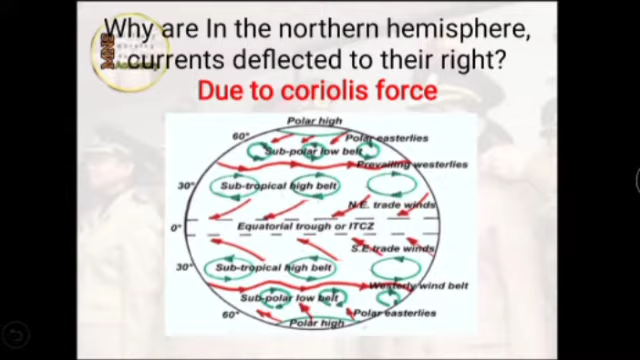 Why are In the northern hemisphere,
currents deflected to their right?
Due to coriolis force
Polar high
60°
Polar easterlies
Sub-polar low belt
Prevailing westerlies
30°
Sub-tropical high belt
N.E. trade winds
0°
Equatorial trough or ITCZ
S.E. trade winds
30°
Sub-tropical high belt
Westerly wind belt
Sub-polar low belt
60°
Polar easterlies
Polar high